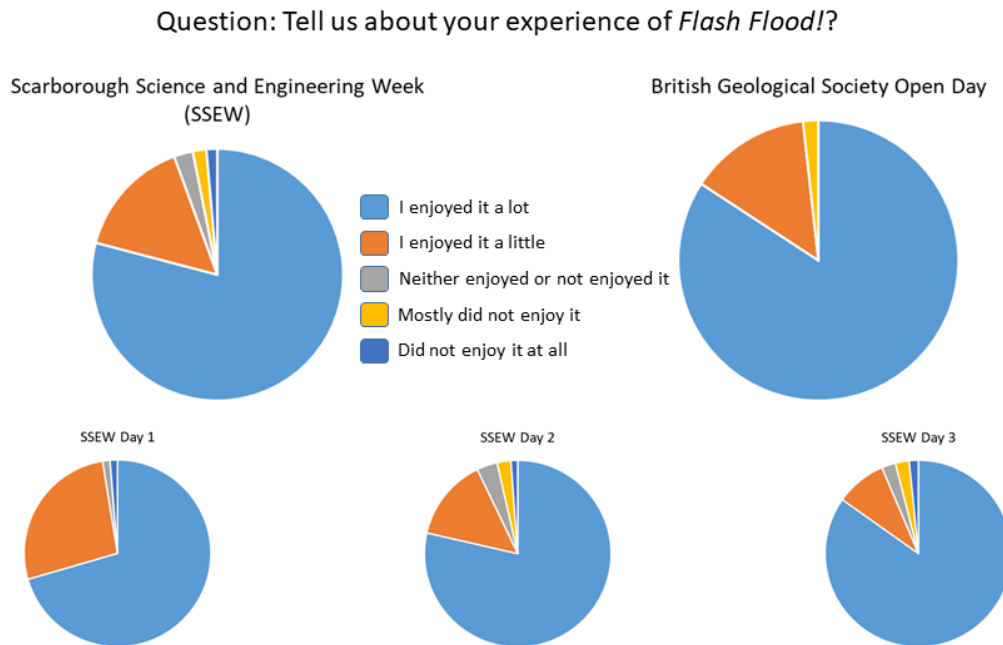 Question: Tell us about your experience of Flash Flood!?
Scarborough Science and Engineering Week
(SSEW)
British Geological Society Open Day
I enjoyed it a lot
I enjoyed it a little
Neither enjoyed or not enjoyed it
Mostly did not enjoy it
Did not enjoy it at all
SSEW Day 1
SSEW Day 2
SSEW Day 3